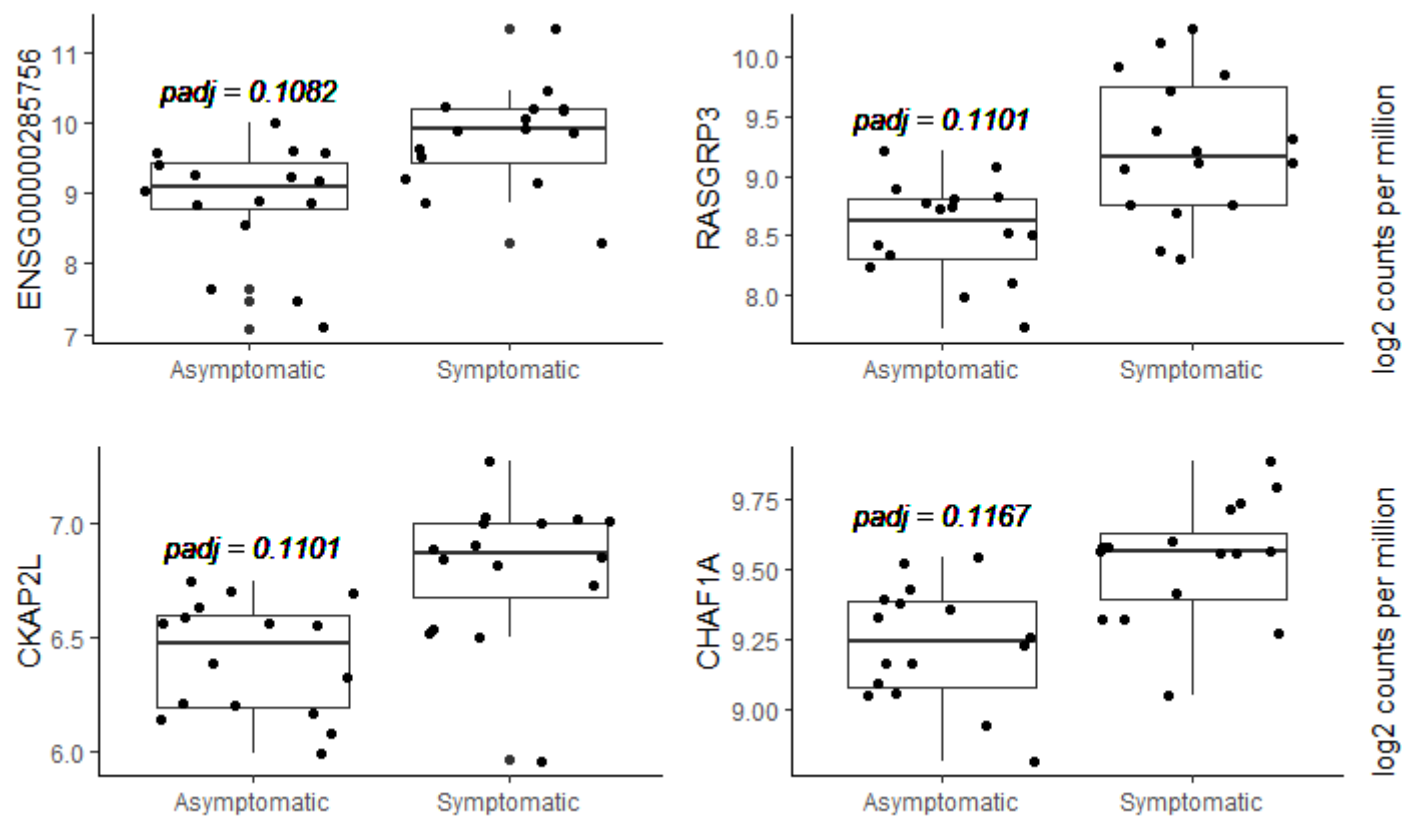 ENSG00000285756
11
10
9
8
7
padj = 0.1082
Asymptomatic
Symptomatic
RASGRP3
10.0
9.5
9.0
8.5
8.0
padj = 0.1101
Asymptomatic
Symptomatic
log2 counts per million
CKAP2L
7.0
6.5
6.0
padj = 0.1101
Asymptomatic
Symptomatic
CHAF1A
9.75
9.50
9.25
9.00
padj = 0.1167
Asymptomatic
Symptomatic
log2 counts per million